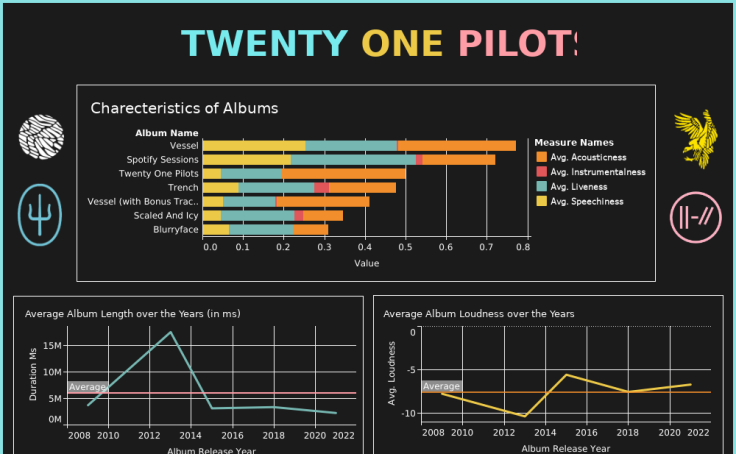 TWENTY ONE PILOTS
Charecteristics of Albums
Album Name
Vessel
Spotify Sessions
Twenty One Pilots
Trench
Vessel (with Bonus Trac..
Scaled And Icy
Blurryface
0.0 0.1 0.2 0.3 0.4 0.5 0.6 0.7 0.8
Value
Measure Names
Avg. Acousticness
Avg. Instrumentalness
Avg. Liveness
Avg. Speechiness
Average Album Length over the Years (in ms)
Duration Ms
15M
10M
5M
0M
Average
2008 2010 2012 2014 2016 2018 2020 2022
Album Release Year
Average Album Loudness over the Years
Avg. Loudness
0
-5
-10
Average
2008 2010 2012 2014 2016 2018 2020 2022
Album Release Year